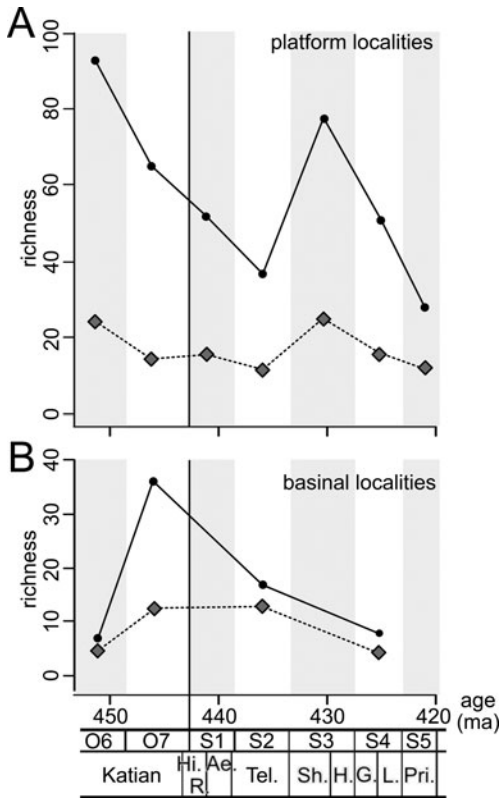 A
platform localities
richness
100
80
60
40
20
0
B
basinal localities
richness
40
30
20
10
0
450 440 430 420 age (ma)
O6 O7 S1 S2 S3 S4 S5
Katian Hi. R. Ae. Tel. Sh. H. G. L. Pri.